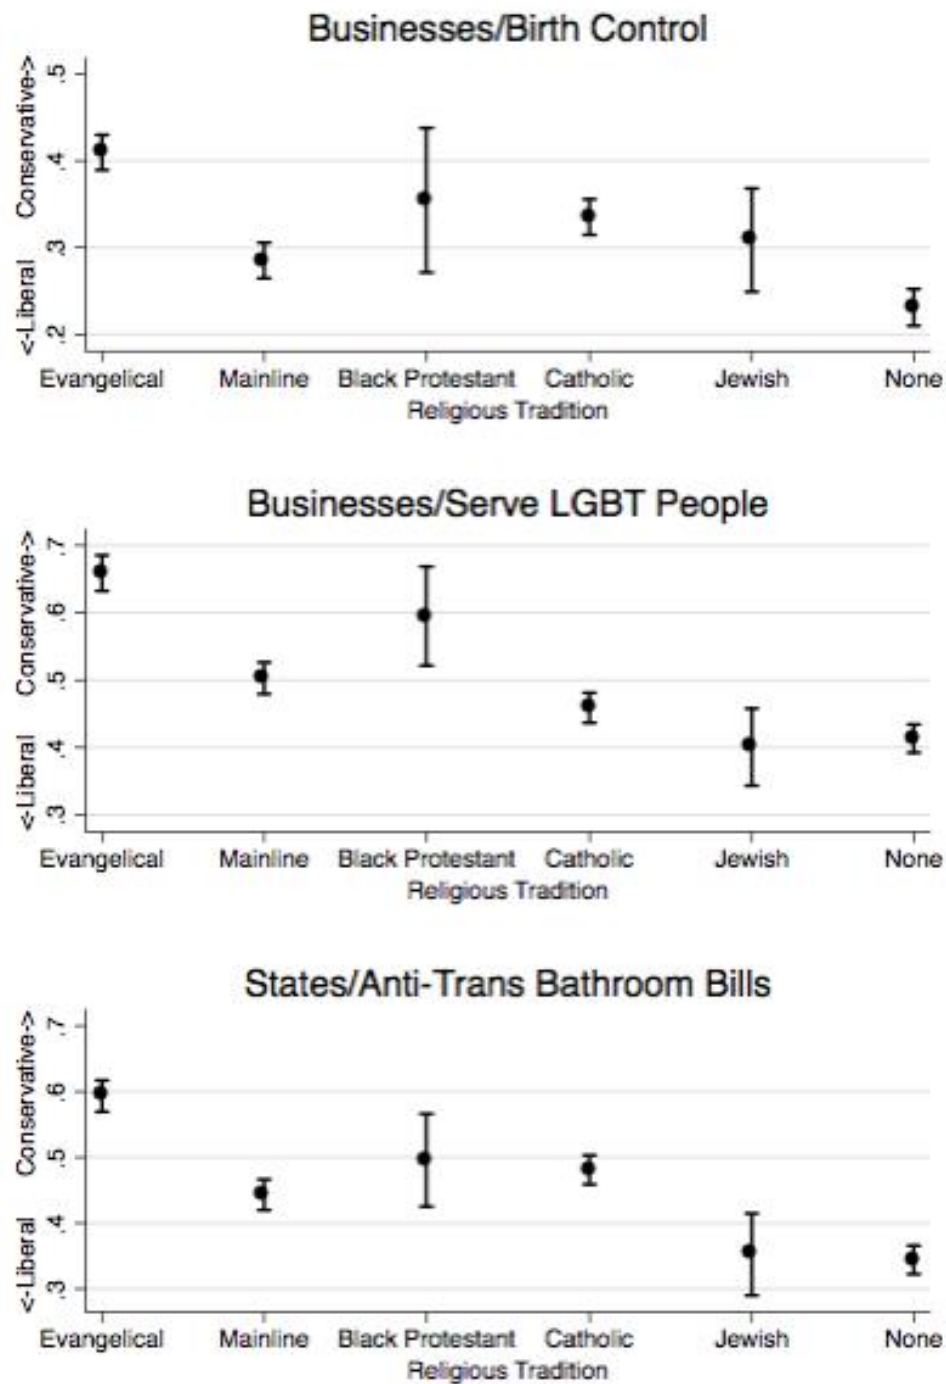 Businesses/Birth Control
<-Liberal Conservative->
.5
.4
.3
.2
Evangelical Mainline Black Protestant Catholic Jewish None
Religious Tradition
Businesses/Serve LGBT People
<-Liberal Conservative->
.7
.6
.5
.4
.3
Evangelical Mainline Black Protestant Catholic Jewish None
Religious Tradition
States/Anti-Trans Bathroom Bills
<-Liberal Conservative->
.7
.6
.5
.4
.3
Evangelical Mainline Black Protestant Catholic Jewish None
Religious Tradition